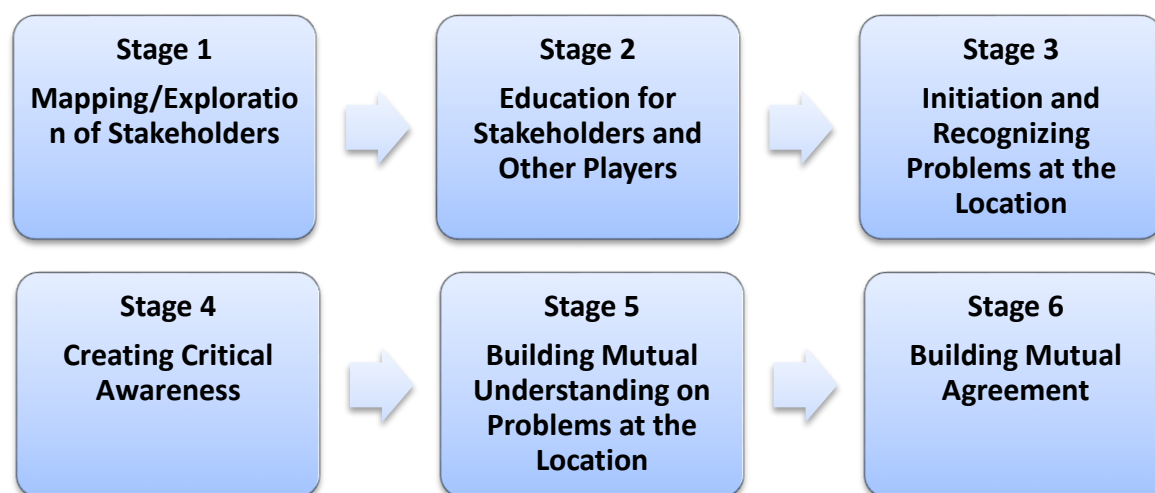 Stage 1
Mapping/Exploratio
n of Stakeholders
Stage 2
Education for
Stakeholders and
Other Players
Stage 3
Initiation and
Recognizing
Problems at the
Location
Stage 4
Creating Critical
Awareness
Stage 5
Building Mutual
Understanding on
Problems at the
Location
Stage 6
Building Mutual
Agreement